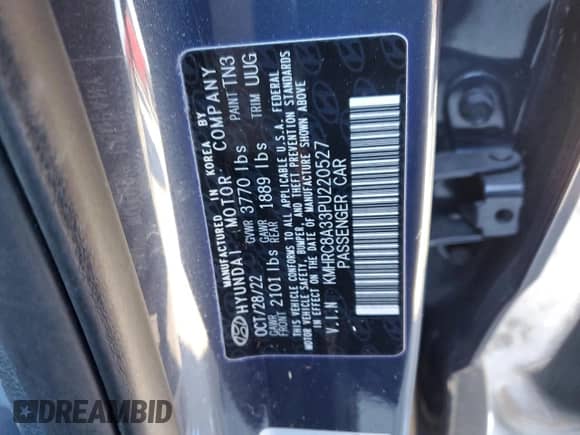 MANUFACTURED IN KOREA BY
HYUNDAI MOTOR COMPANY
OCT/28/22 GVWR 3770 lbs PAINT TN3
GAWR FRONT 2101 lbs GAWR REAR 1889 lbs TRIM UUG
THIS VEHICLE CONFORMS TO ALL APPLICABLE U.S.A. FEDERAL
MOTOR VEHICLE SAFETY, BUMPER, AND THEFT PREVENTION STANDARDS
IN EFFECT ON THE DATE OF MANUFACTURE SHOWN ABOVE
V.I.N KMHRC8A33PU220527
PASSENGER CAR
DREAMBID